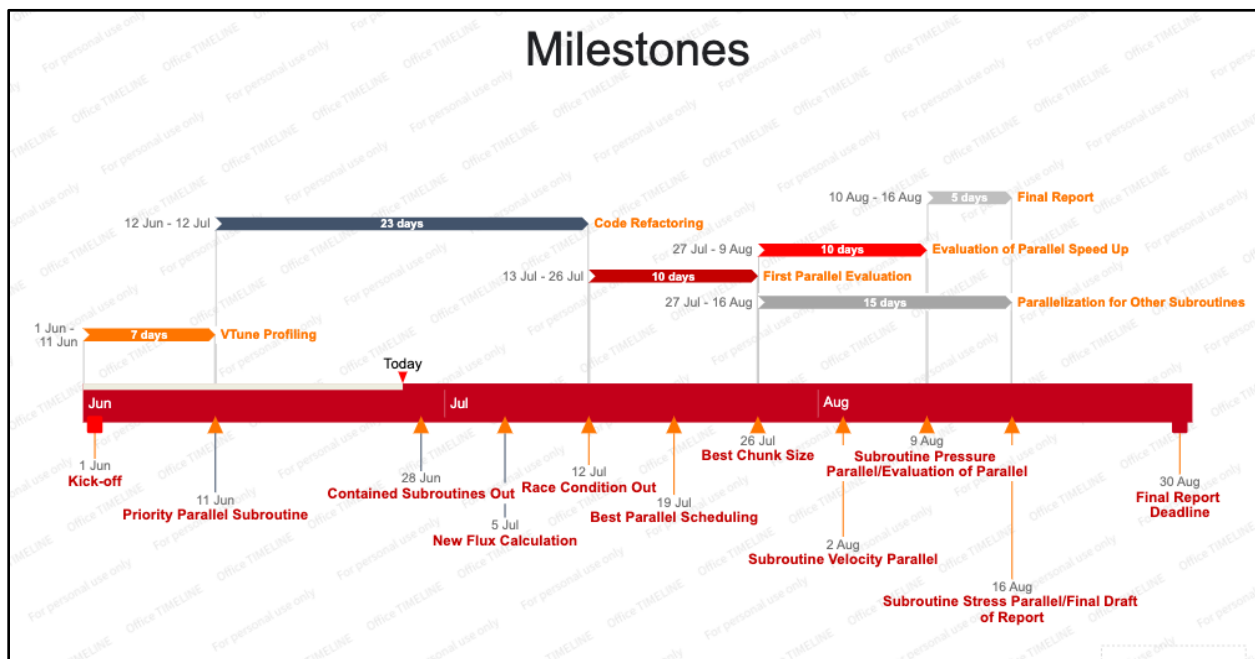 Milestones
10 Aug - 16 Aug
5 days
Final Report
12 Jun - 12 Jul
23 days
Code Refactoring
27 Jul - 9 Aug
10 days
Evaluation of Parallel Speed Up
13 Jul - 26 Jul
10 days
First Parallel Evaluation
27 Jul - 16 Aug
15 days
Parallelization for Other Subroutines
1 Jun -
11 Jun
7 days
VTune Profiling
Today
Jun
Jul
Aug
1 Jun
Kick-off
11 Jun
Priority Parallel Subroutine
28 Jun
Contained Subroutines Out
5 Jul
New Flux Calculation
12 Jul
Race Condition Out
19 Jul
Best Parallel Scheduling
26 Jul
Best Chunk Size
2 Aug
Subroutine Velocity Parallel
9 Aug
Subroutine Pressure
Parallel/Evaluation of Parallel
16 Aug
Subroutine Stress Parallel/Final Draft
of Report
30 Aug
Final Report
Deadline
For personal use only
Office TIMELINE